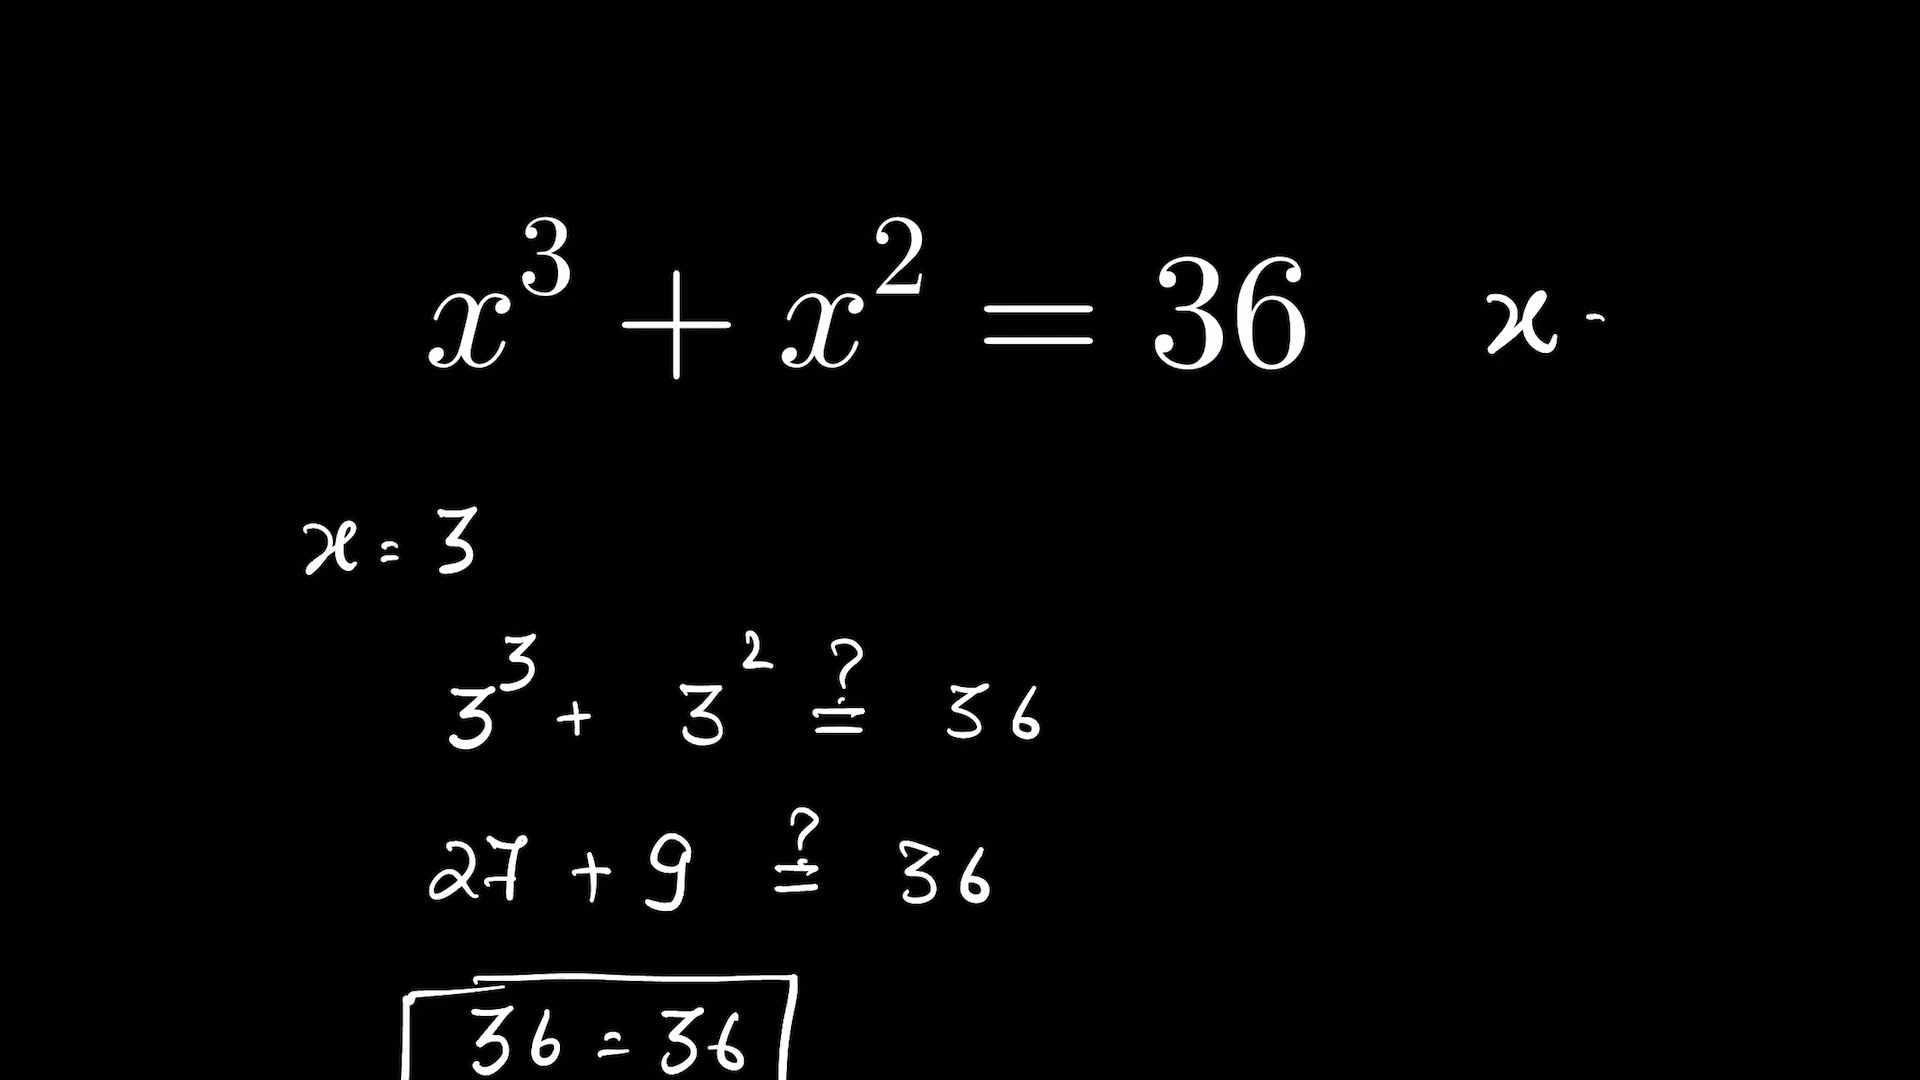 x³ + x² = 36 x -
x = 3
3³ + 3² ?= 36
27 + 9 ?= 36
36 = 36